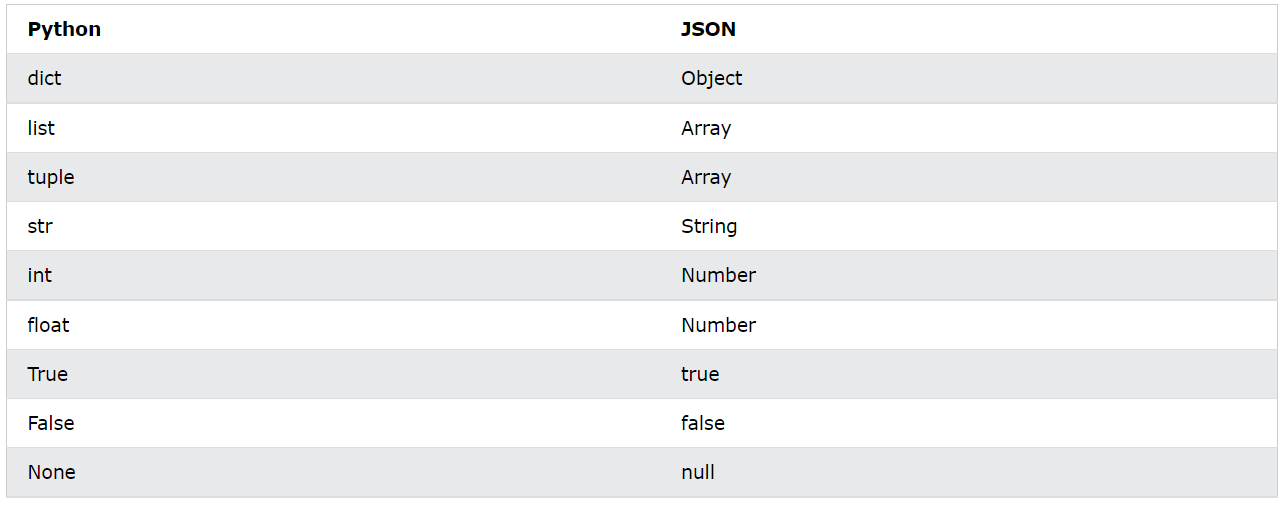 Python JSON
dict Object
list Array
tuple Array
str String
int Number
float Number
True true
False false
None null